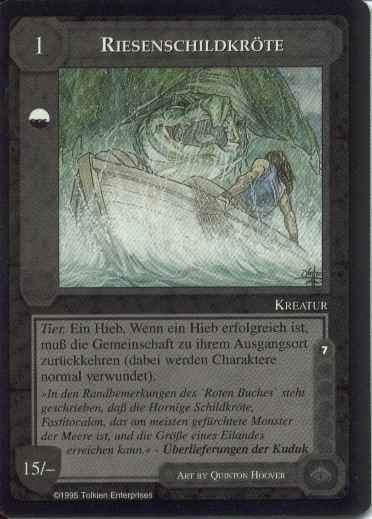 1
RIESENSCHILDKRÖTE
KREATUR
Tier. Ein Hieb. Wenn ein Hieb erfolgreich ist,
muß die Gemeinschaft zu ihrem Ausgangsort
zurückkehren (dabei werden Charaktere
normal verwundet).
7
»In den Randbemerkungen des `Roten Buches´ steht
geschrieben, daß die Hornige Schildkröte,
Fastitocalon, das am meisten gefürchtete Monster
der Meere ist, und die Größe eines Eilandes
erreichen kann.« - Überlieferungen der Kuduk
15/–
ART BY QUINTON HOOVER
©1995 Tolkien Enterprises